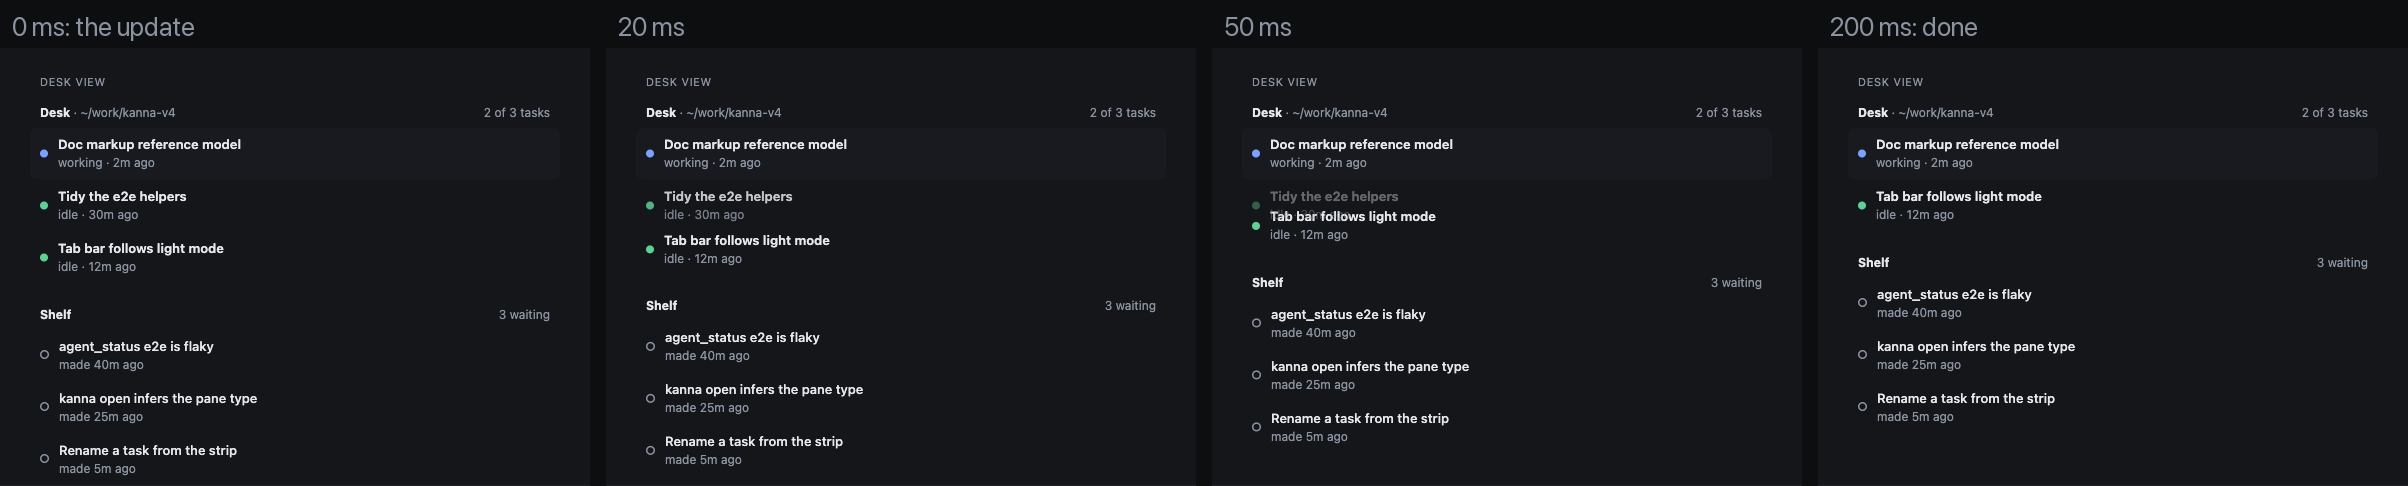 0 ms: the update
DESK VIEW
Desk · ~/work/kanna-v4 2 of 3 tasks
Doc markup reference model
working · 2m ago
Tidy the e2e helpers
idle · 30m ago
Tab bar follows light mode
idle · 12m ago
Shelf 3 waiting
agent_status e2e is flaky
made 40m ago
kanna open infers the pane type
made 25m ago
Rename a task from the strip
made 5m ago
20 ms
DESK VIEW
Desk · ~/work/kanna-v4 2 of 3 tasks
Doc markup reference model
working · 2m ago
Tidy the e2e helpers
idle · 30m ago
Tab bar follows light mode
idle · 12m ago
Shelf 3 waiting
agent_status e2e is flaky
made 40m ago
kanna open infers the pane type
made 25m ago
Rename a task from the strip
made 5m ago
50 ms
DESK VIEW
Desk · ~/work/kanna-v4 2 of 3 tasks
Doc markup reference model
working · 2m ago
Tidy the e2e helpers
Tab bar follows light mode
idle · 12m ago
Shelf 3 waiting
agent_status e2e is flaky
made 40m ago
kanna open infers the pane type
made 25m ago
Rename a task from the strip
made 5m ago
200 ms: done
DESK VIEW
Desk · ~/work/kanna-v4 2 of 3 tasks
Doc markup reference model
working · 2m ago
Tab bar follows light mode
idle · 12m ago
Shelf 3 waiting
agent_status e2e is flaky
made 40m ago
kanna open infers the pane type
made 25m ago
Rename a task from the strip
made 5m ago